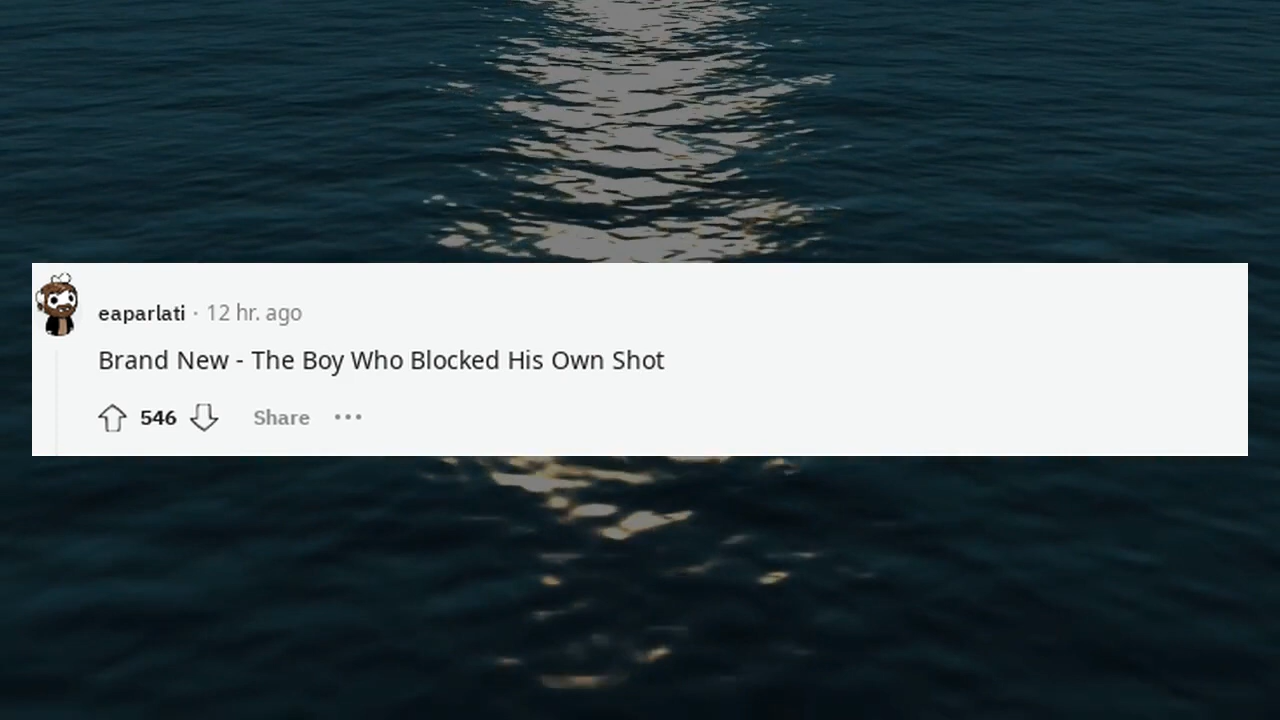 eaparlati · 12 hr. ago
Brand New - The Boy Who Blocked His Own Shot
546 Share •••